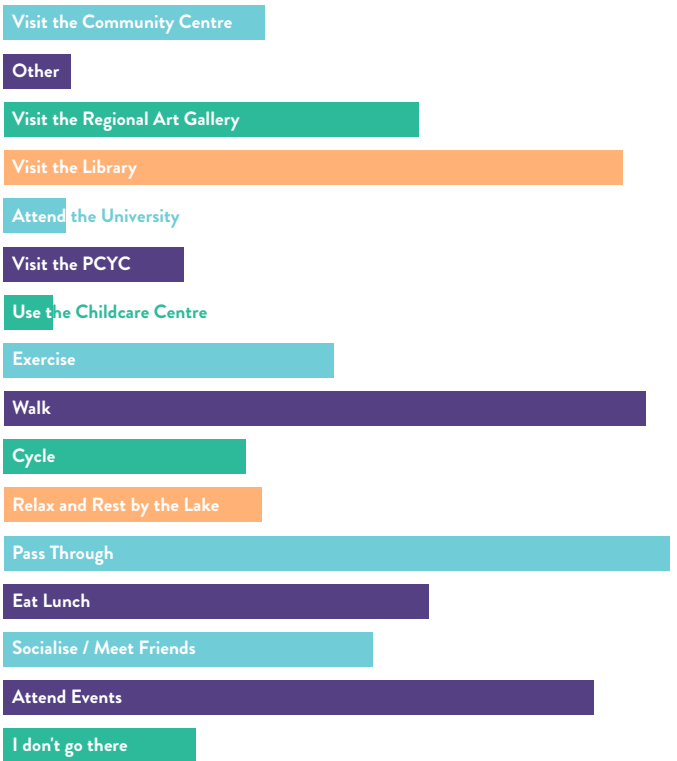 Visit the Community Centre
Other
Visit the Regional Art Gallery
Visit the Library
Attend the University
Visit the PCYC
Use the Childcare Centre
Exercise
Walk
Cycle
Relax and Rest by the Lake
Pass Through
Eat Lunch
Socialise / Meet Friends
Attend Events
I don't go there